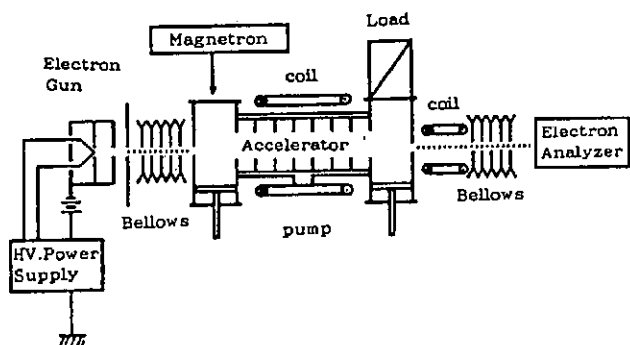 Magnetron
Load
Electron
Gun
coil
coil
Accelerator
Electron
Analyzer
Bellows
Bellows
pump
HV.Power
Supply